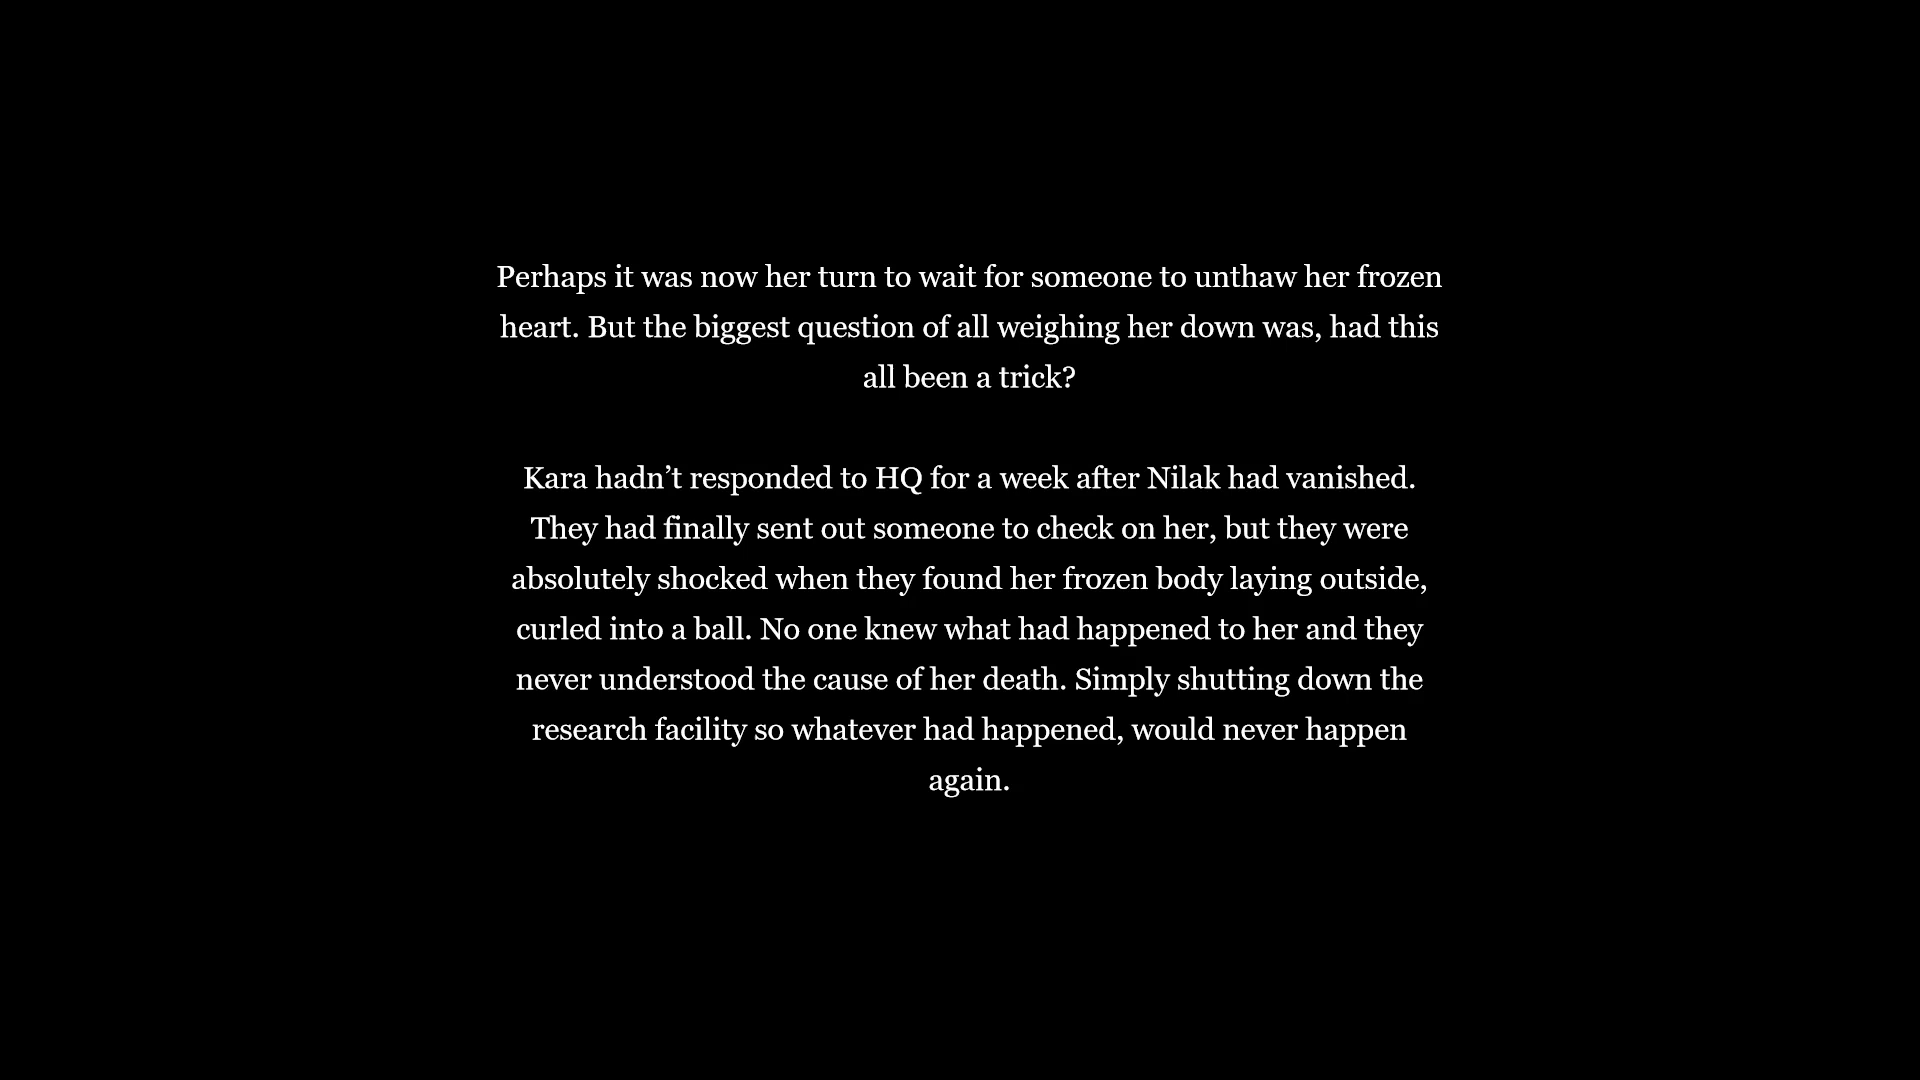 Perhaps it was now her turn to wait for someone to unthaw her frozen
heart. But the biggest question of all weighing her down was, had this
all been a trick?
Kara hadn’t responded to HQ for a week after Nilak had vanished.
They had finally sent out someone to check on her, but they were
absolutely shocked when they found her frozen body laying outside,
curled into a ball. No one knew what had happened to her and they
never understood the cause of her death. Simply shutting down the
research facility so whatever had happened, would never happen
again.